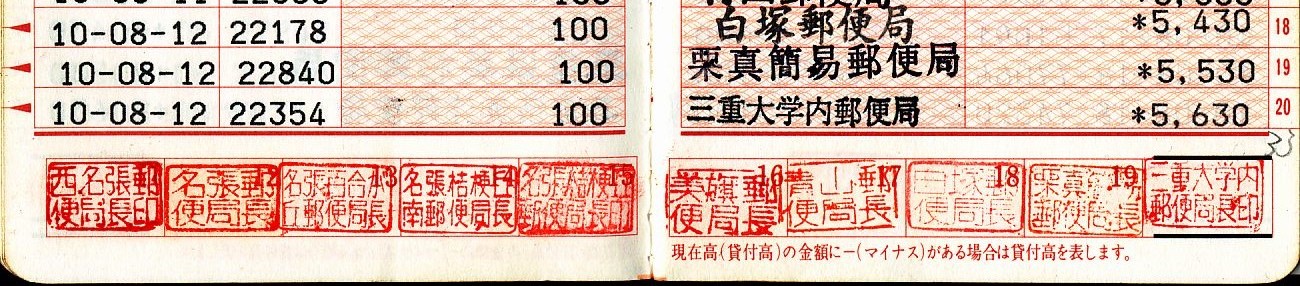 10-08-12 22178 100 白塚郵便局 *5,430 18
10-08-12 22840 100 栗真簡易郵便局 *5,530 19
10-08-12 22354 100 三重大学内郵便局 *5,630 20
西名張郵便局長印
名張郵便局長
名張百合ヶ丘郵便局長
名張桔梗南郵便局長
美旗郵便局長
青山郵便局長
白塚郵便局長 18
栗真 郵便局長 19
三重大学内郵便局長印
現在高(貸付高)の金額に−(マイナス)がある場合は貸付高を表します。